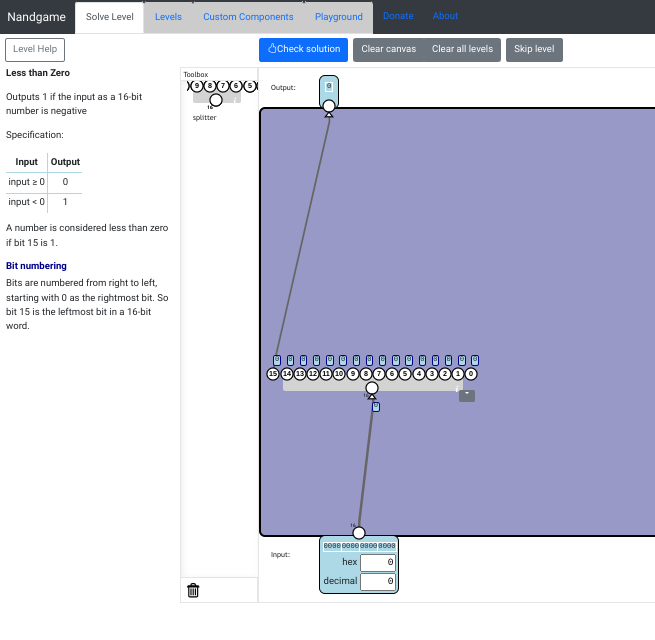 Nandgame
Solve Level
Levels
Custom Components
Playground
Donate
About
Level Help
Check solution
Clear canvas
Clear all levels
Skip level
Less than Zero
Outputs 1 if the input as a 16-bit
number is negative
Specification:
Input Output
input ≥ 0 0
input < 0 1
A number is considered less than zero
if bit 15 is 1.
Bit numbering
Bits are numbered from right to left,
starting with 0 as the rightmost bit. So
bit 15 is the leftmost bit in a 16-bit
word.
Toolbox
9 8 7 6 5
16
splitter
Output:
0
0 0 0 0 0 0 0 0 0 0 0 0 0 0 0 0
15 14 13 12 11 10 9 8 7 6 5 4 3 2 1 0
16
0
16
Input:
0000 0000 0000 0000
hex 0
decimal 0